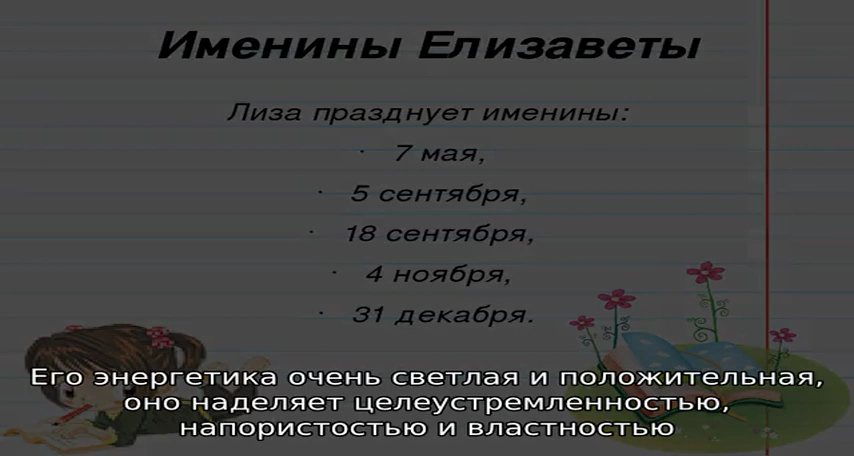 Именины Елизаветы
Лиза празднует именины:
· 7 мая,
· 5 сентября,
· 18 сентября,
· 4 ноября,
· 31 декабря.
Его энергетика очень светлая и положительная,
оно наделяет целеустремленностью,
напористостью и властностью